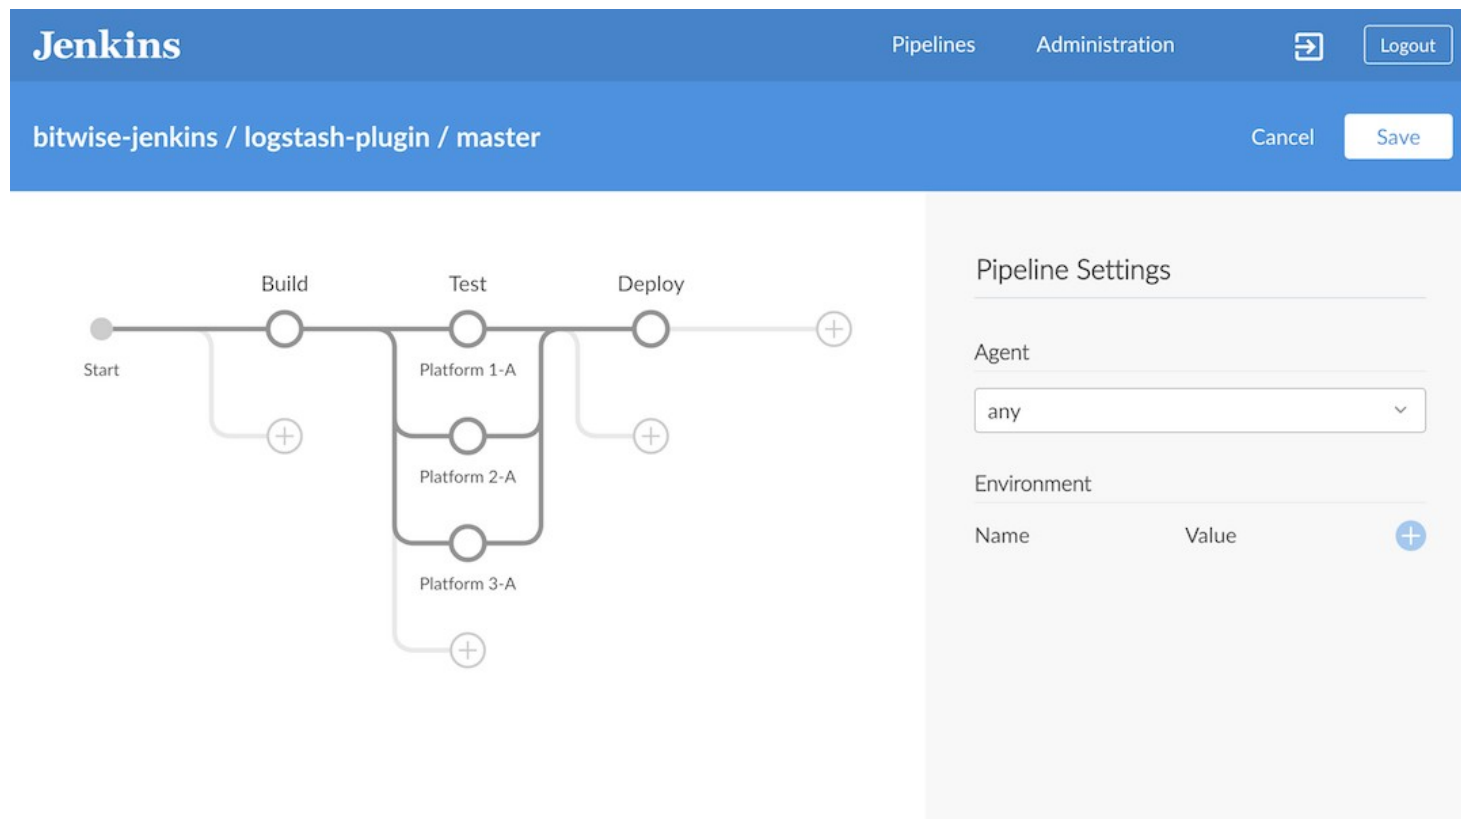 Jenkins
Pipelines
Administration
Logout
bitwise-jenkins / logstash-plugin / master
Cancel
Save
Build
Test
Deploy
Start
Platform 1-A
Platform 2-A
Platform 3-A
Pipeline Settings
Agent
any
Environment
Name
Value